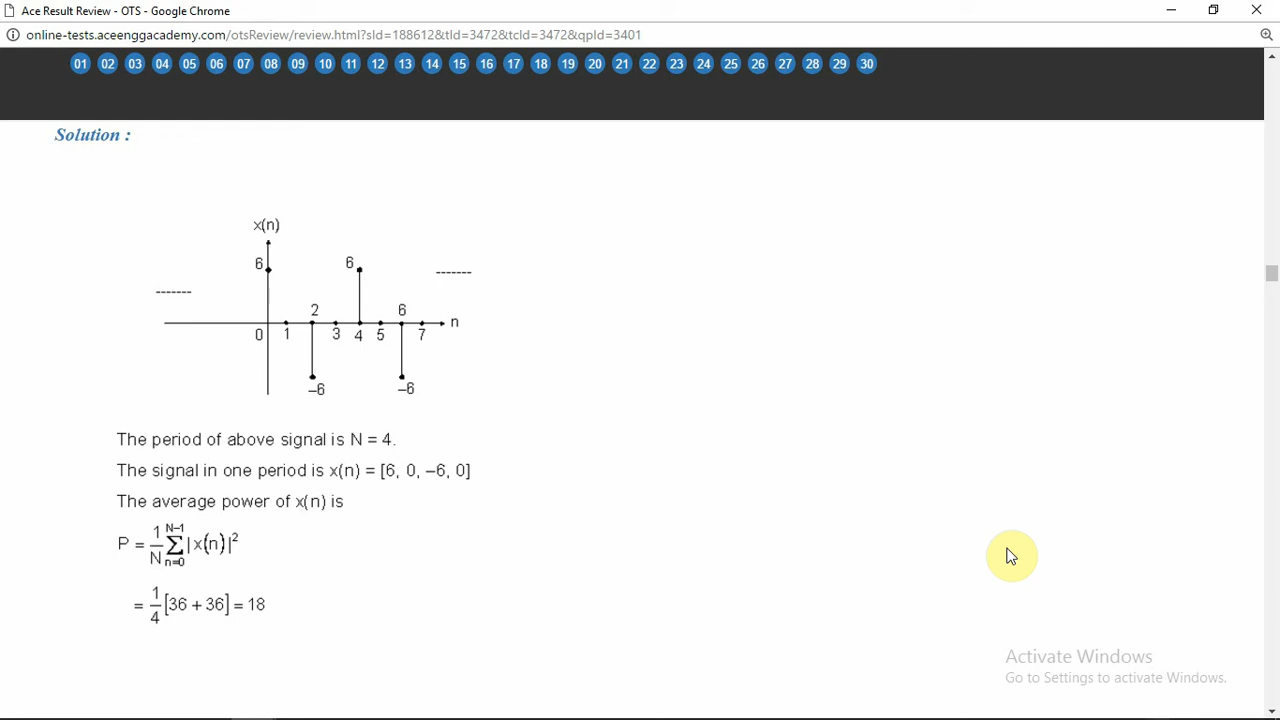 Ace Result Review - OTS - Google Chrome
online-tests.aceenggacademy.com/otsReview/review.html?sId=188612&tId=3472&tcId=3472&qpId=3401
01 02 03 04 05 06 07 08 09 10 11 12 13 14 15 16 17 18 19 20 21 22 23 24 25 26 27 28 29 30
Solution :
x(n)
6
6
-------
-------
2
6
n
0
1
3
4
5
7
–6
–6
The period of above signal is N = 4.
The signal in one period is x(n) = [6, 0, –6, 0]
The average power of x(n) is
P = 1/N N–1 ∑ n=0 |x(n)|²
= 1/4 [36 + 36] = 18
Activate Windows
Go to Settings to activate Windows.